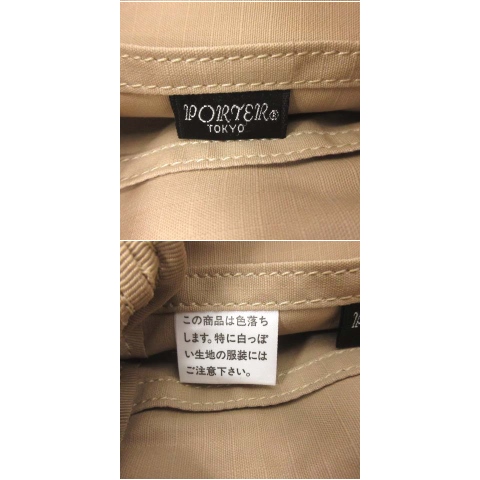 PORTER®
TOKYO
この商品は色落ち
します。特に白っぽ
い生地の服装には
ご注意下さい。
P